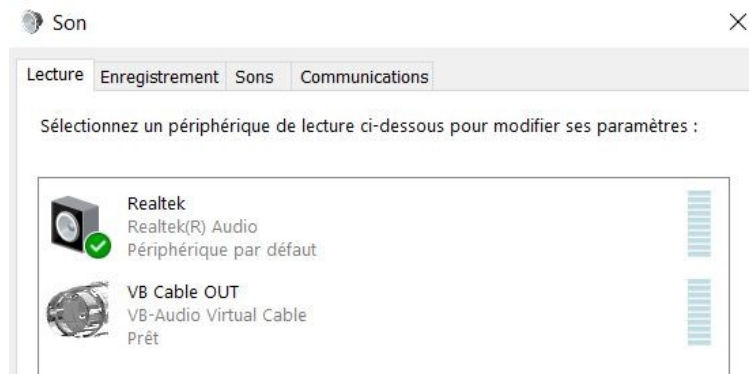 Son
Lecture Enregistrement Sons Communications
Sélectionnez un périphérique de lecture ci-dessous pour modifier ses paramètres :
Realtek
Realtek(R) Audio
Périphérique par défaut
VB Cable OUT
VB-Audio Virtual Cable
Prêt